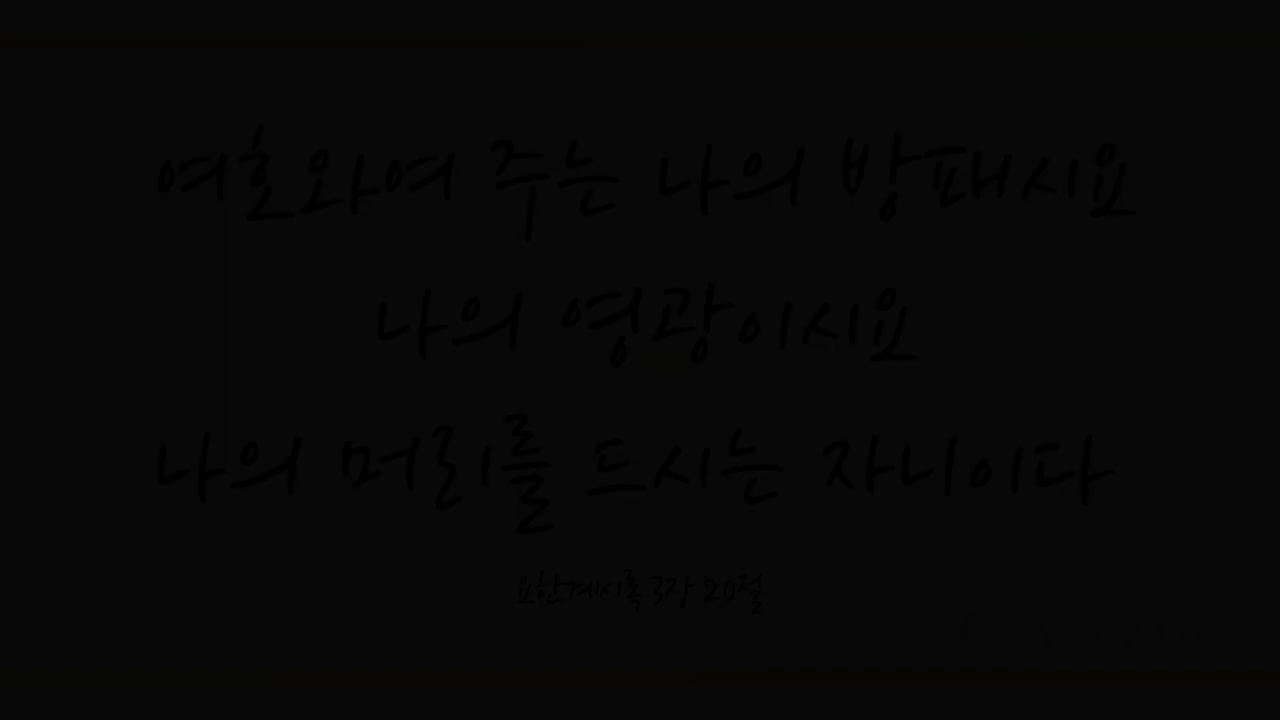 여호와여 주는 나의 방패시요
나의 영광이시요
나의 머리를 드시는 자니이다
요한계시록 3장 20절